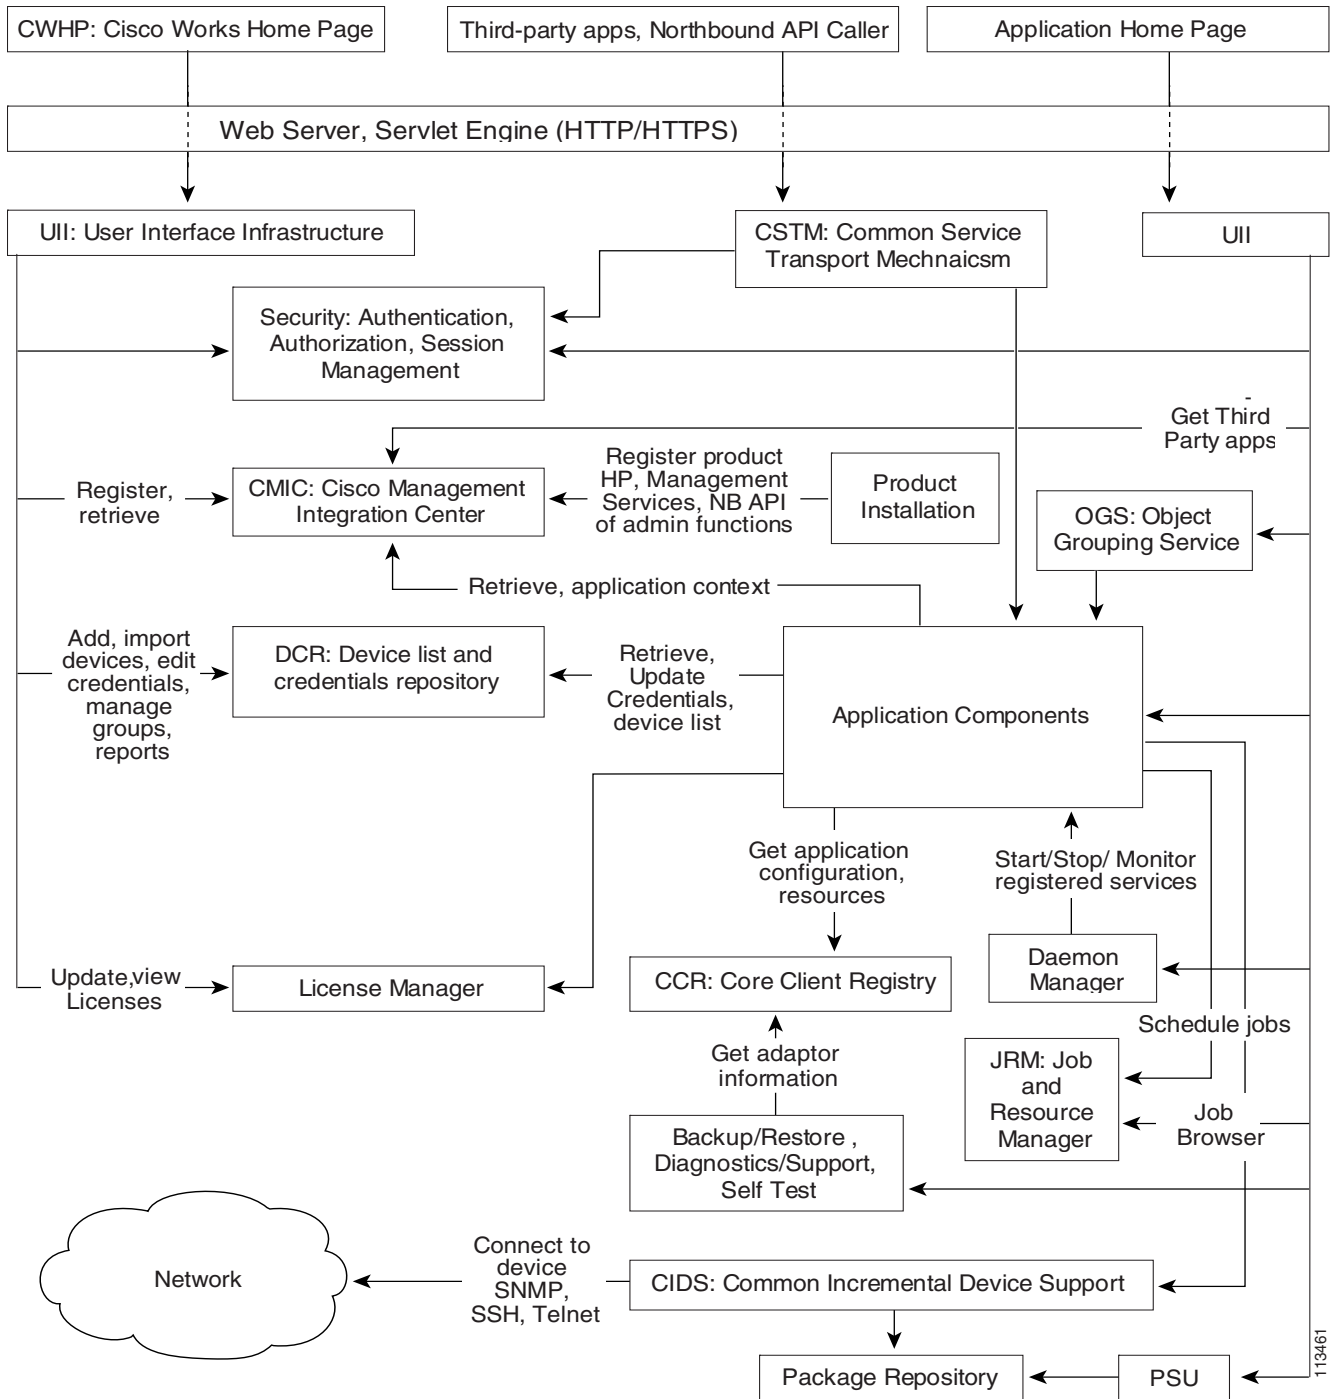 CWHP: Cisco Works Home Page
Third-party apps, Northbound API Caller
Application Home Page
Web Server, Servlet Engine (HTTP/HTTPS)
UII: User Interface Infrastructure
CSTM: Common Service
Transport Mechnaicsm
UII
Security: Authentication,
Authorization, Session
Management
Get Third
Party apps
Register,
retrieve
CMIC: Cisco Management
Integration Center
Register product
HP, Management
Services, NB API
of admin functions
Product
Installation
OGS: Object
Grouping Service
Retrieve, application context
Add, import
devices, edit
credentials,
manage
groups,
reports
DCR: Device list and
credentials repository
Retrieve,
Update
Credentials,
device list
Application Components
Get application
configuration,
resources
Start/Stop/ Monitor
registered services
Update,view
Licenses
License Manager
CCR: Core Client Registry
Daemon
Manager
Schedule jobs
Get adaptor
information
JRM: Job
and
Resource
Manager
Job
Browser
Backup/Restore ,
Diagnostics/Support,
Self Test
Network
Connect to
device
SNMP,
SSH, Telnet
CIDS: Common Incremental Device Support
Package Repository
PSU
113461